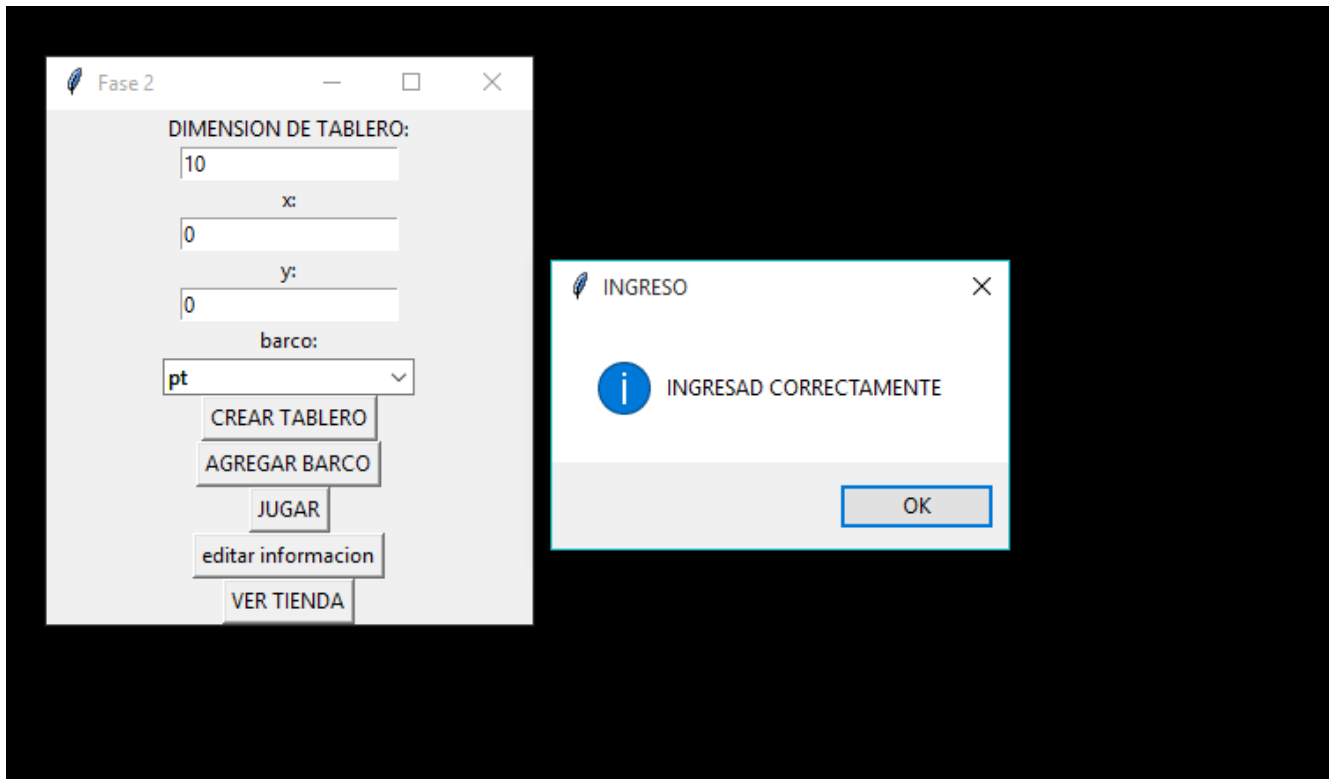 Fase 2
DIMENSION DE TABLERO:
10
x:
0
y:
0
barco:
pt
CREAR TABLERO
AGREGAR BARCO
JUGAR
editar informacion
VER TIENDA
INGRESO
INGRESAD CORRECTAMENTE
OK